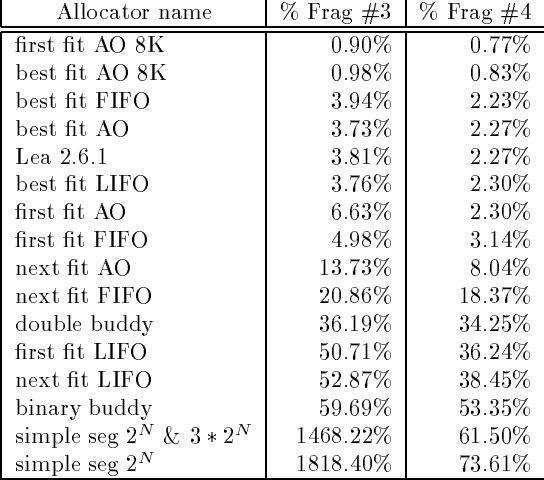 Allocator name % Frag #3 % Frag #4
first fit AO 8K 0.90% 0.77%
best fit AO 8K 0.98% 0.83%
best fit FIFO 3.94% 2.23%
best fit AO 3.73% 2.27%
Lea 2.6.1 3.81% 2.27%
best fit LIFO 3.76% 2.30%
first fit AO 6.63% 2.30%
first fit FIFO 4.98% 3.14%
next fit AO 13.73% 8.04%
next fit FIFO 20.86% 18.37%
double buddy 36.19% 34.25%
first fit LIFO 50.71% 36.24%
next fit LIFO 52.87% 38.45%
binary buddy 59.69% 53.35%
simple seg 2^N & 3 * 2^N 1468.22% 61.50%
simple seg 2^N 1818.40% 73.61%